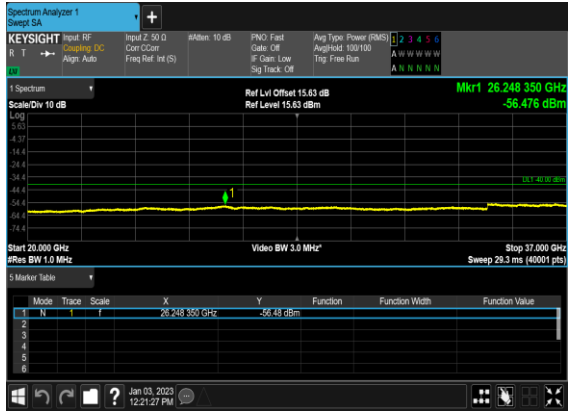 Spectrum Analyzer 1
Swept SA
KEYSIGHT
R T
LU
Input: RF
Coupling: DC
Align: Auto
Input Z: 50 Ω
Corr CCorr
Freq Ref: Int (S)
#Atten: 10 dB
PNO: Fast
Gate: Off
IF Gain: Low
Sig Track: Off
Avg Type: Power (RMS)
Avg|Hold: 100/100
Trig: Free Run
1 2 3 4 5 6
A W W W W W
A N N N N N
1 Spectrum
Scale/Div 10 dB
Ref Lvl Offset 15.63 dB
Ref Level 15.63 dBm
Mkr1 26.248 350 GHz
-56.476 dBm
Log
5.63
-4.37
-14.4
-24.4
-34.4
-44.4
-54.4
-64.4
-74.4
DL1 -40.00 dBm
1
Start 20.000 GHz
#Res BW 1.0 MHz
Video BW 3.0 MHz*
Stop 37.000 GHz
Sweep 29.3 ms (40001 pts)
5 Marker Table
Mode Trace Scale X Y Function Function Width Function Value
1 N 1 f 26.248 350 GHz -56.48 dBm
2
3
4
5
6
?
Jan 03, 2023
12:21:27 PM